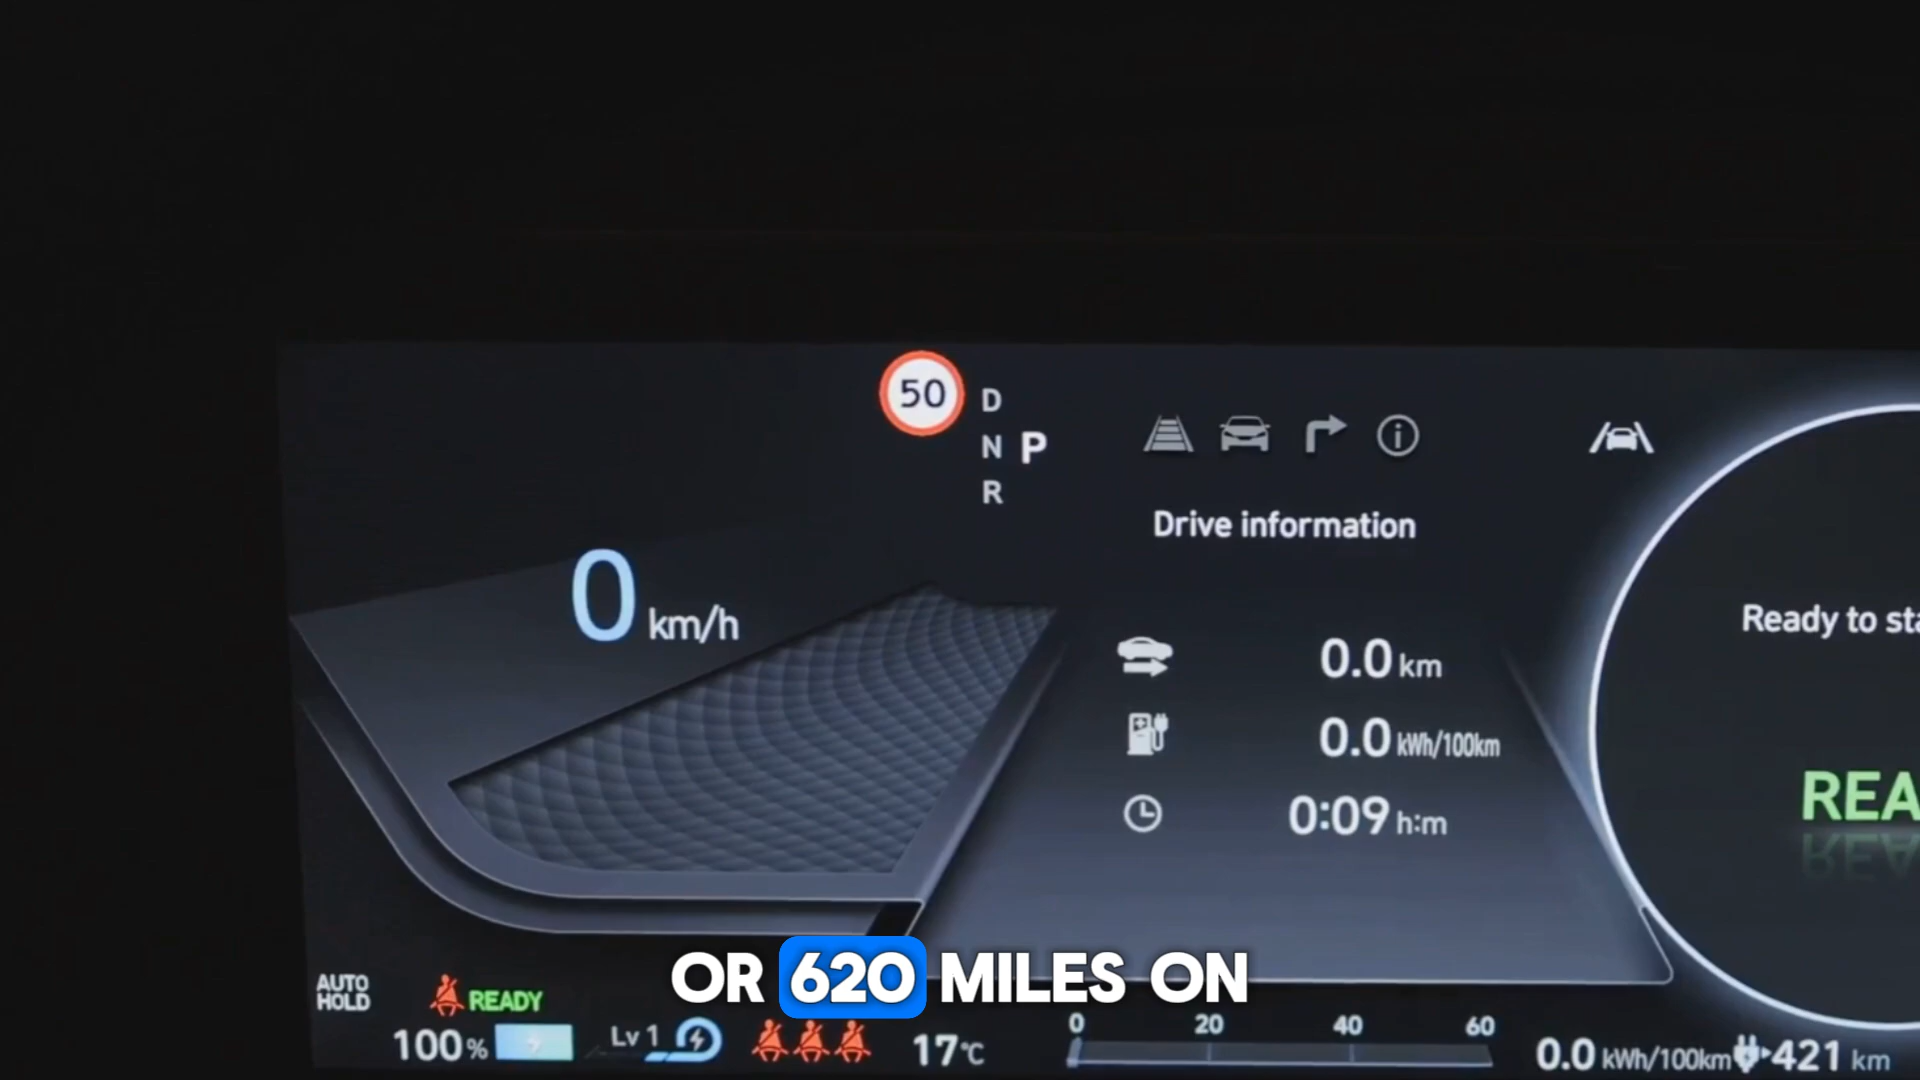 50
D
N P
R
Drive information
0 km/h
0.0 km
0.0 kWh/100km
0:09 h:m
Ready to sta
REA
OR 620 MILES ON
AUTO
HOLD
READY
100%
Lv 1
17°C
0 20 40 60
0.0 kWh/100km
421 km